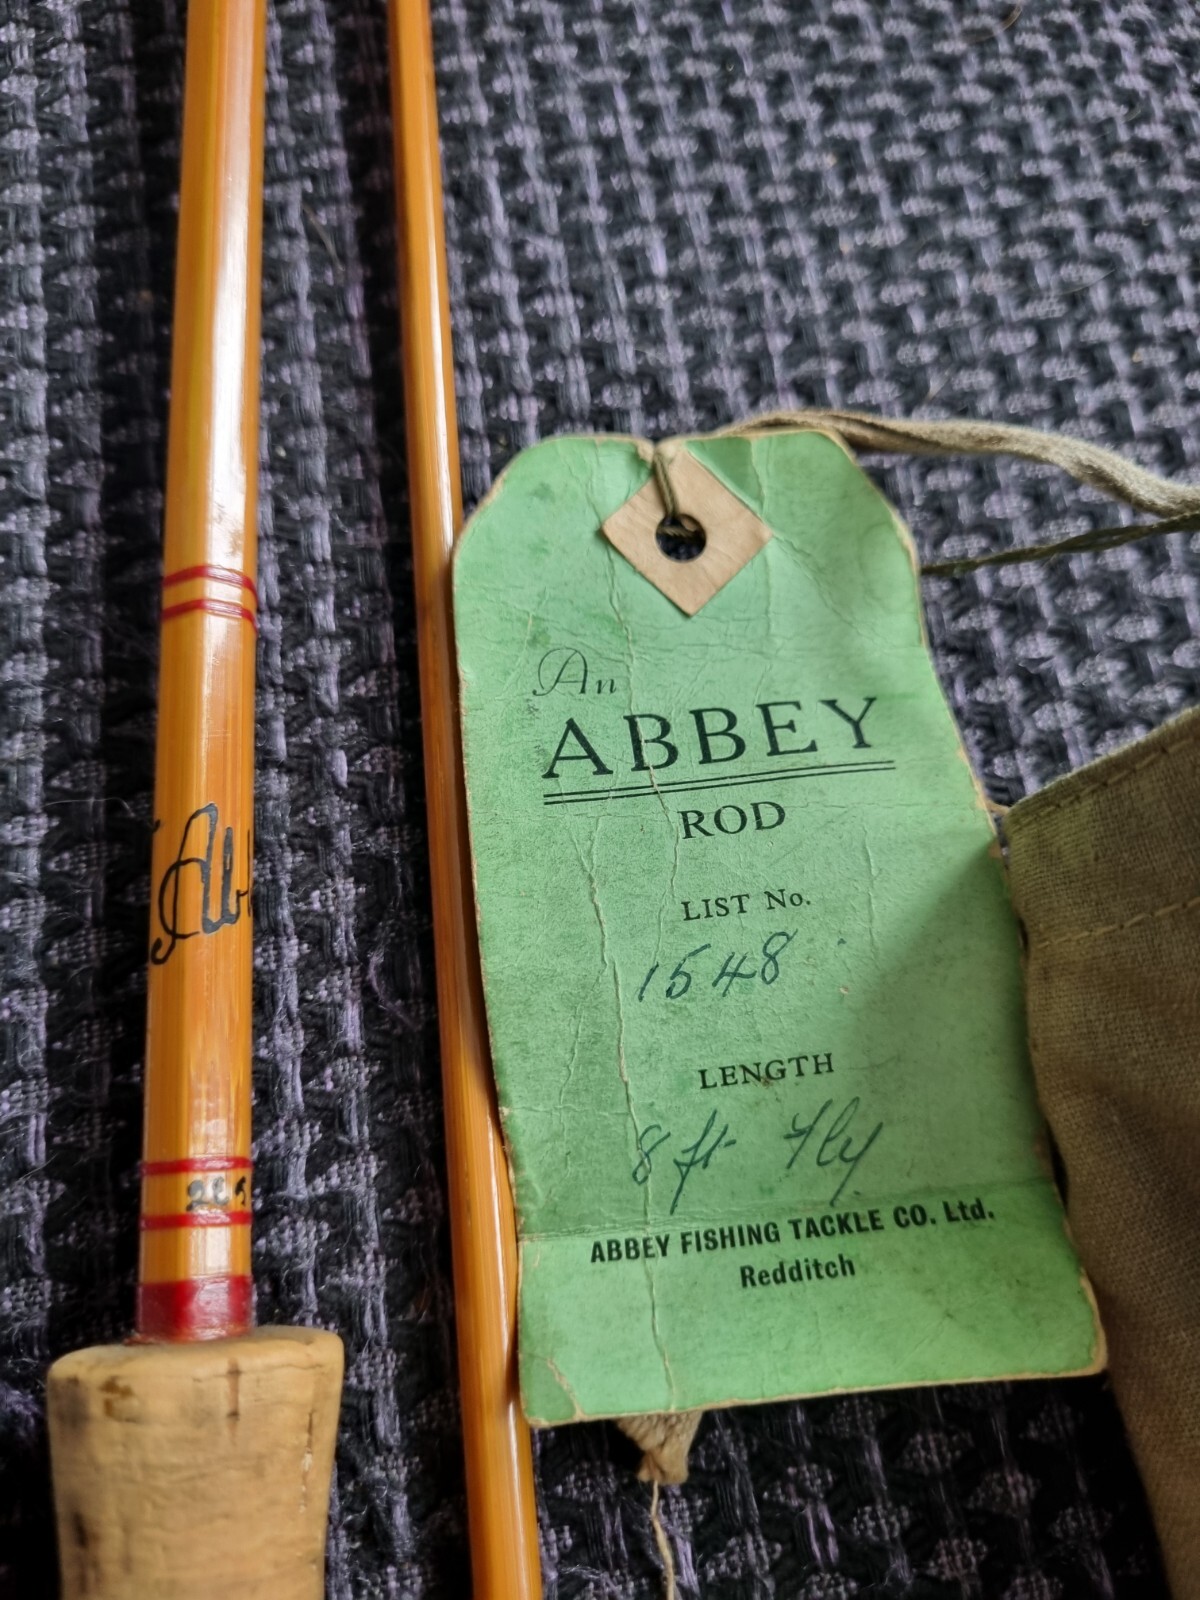 An
ABBEY
ROD
LIST No.
1548
LENGTH
8 ft Fly
ABBEY FISHING TACKLE CO. Ltd.
Redditch